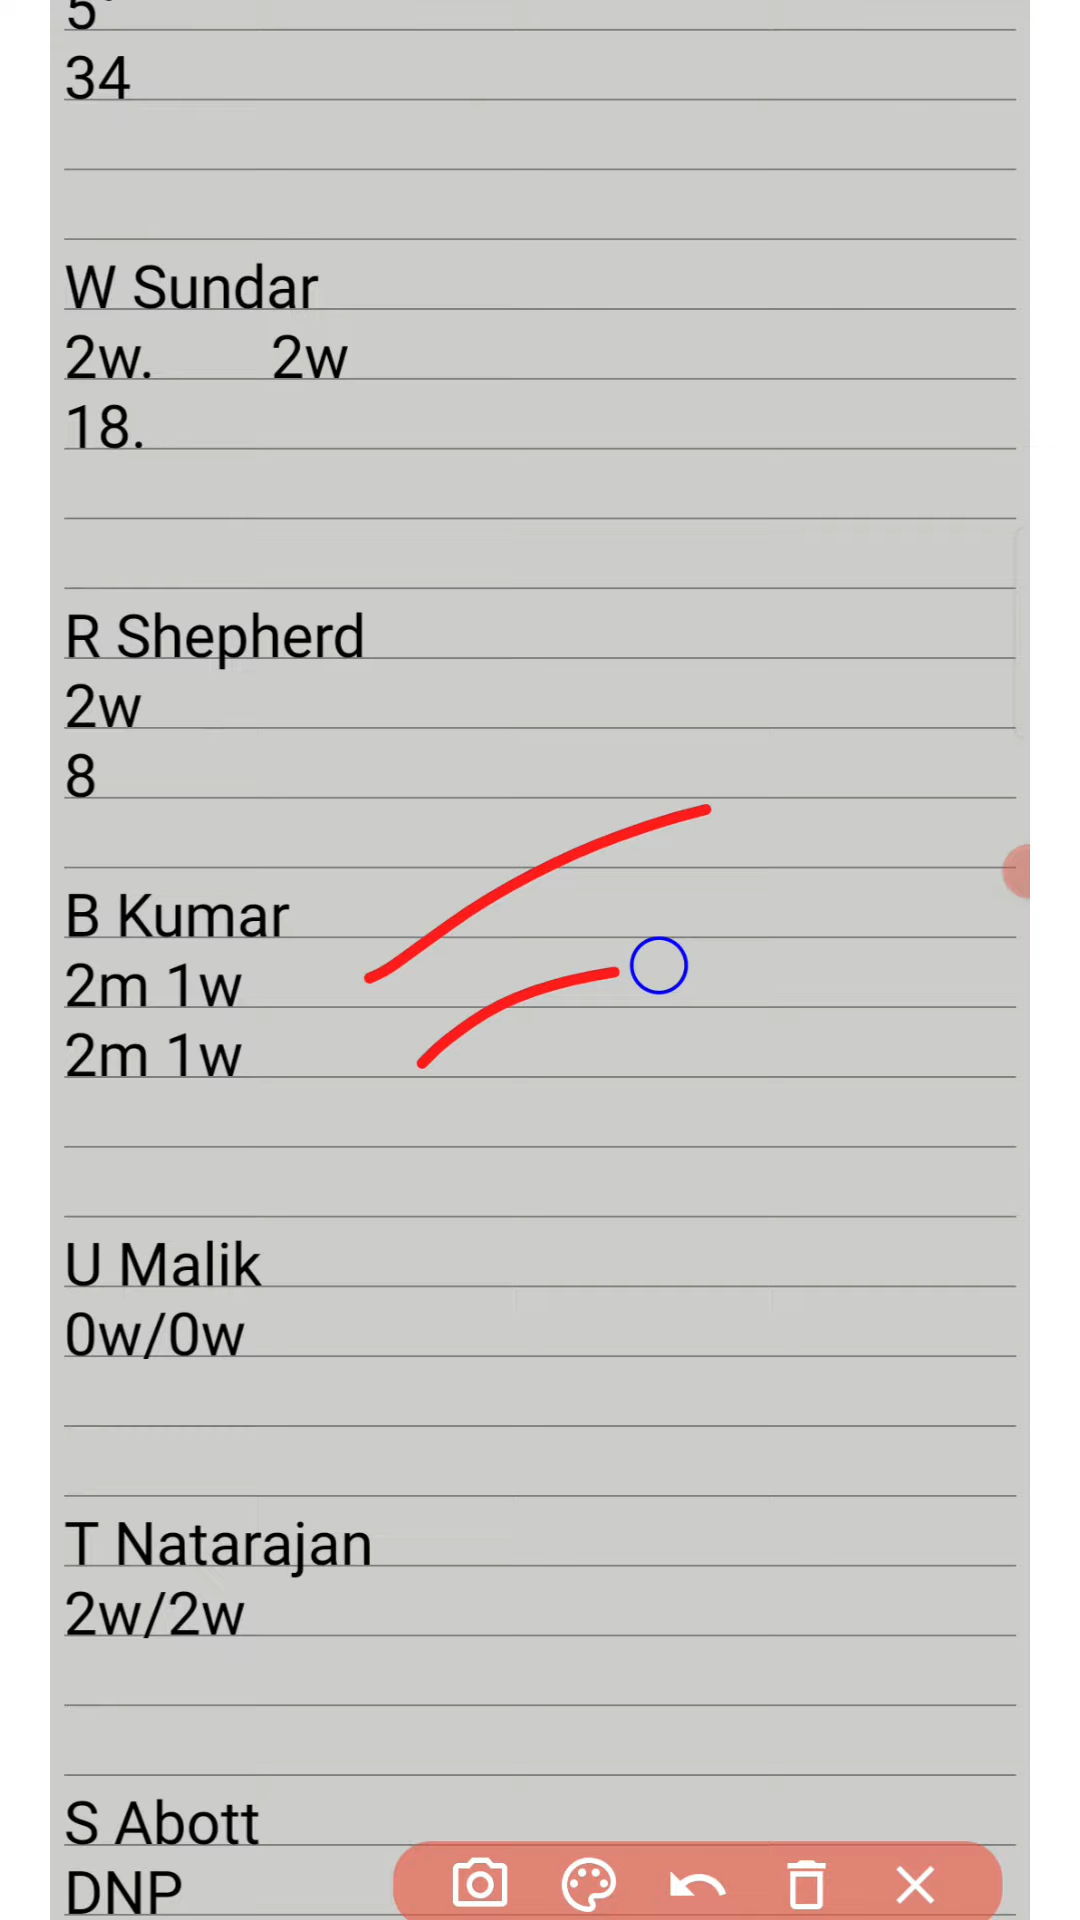 5
34
W Sundar
2w. 2w
18.
R Shepherd
2w
8
B Kumar
2m 1w
2m 1w
U Malik
0w/0w
T Natarajan
2w/2w
S Abott
DNP